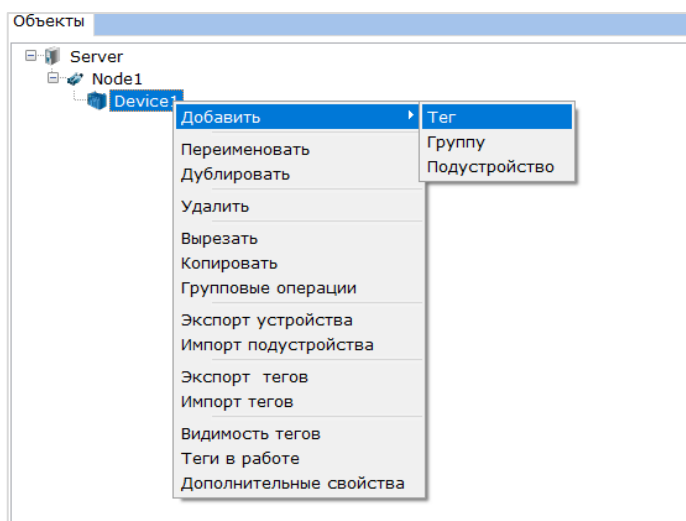 Объекты
Server
Node1
Device1
Добавить
Тег
Группу
Подустройство
Переименовать
Дублировать
Удалить
Вырезать
Копировать
Групповые операции
Экспорт устройства
Импорт подустройства
Экспорт  тегов
Импорт тегов
Видимость тегов
Теги в работе
Дополнительные свойства